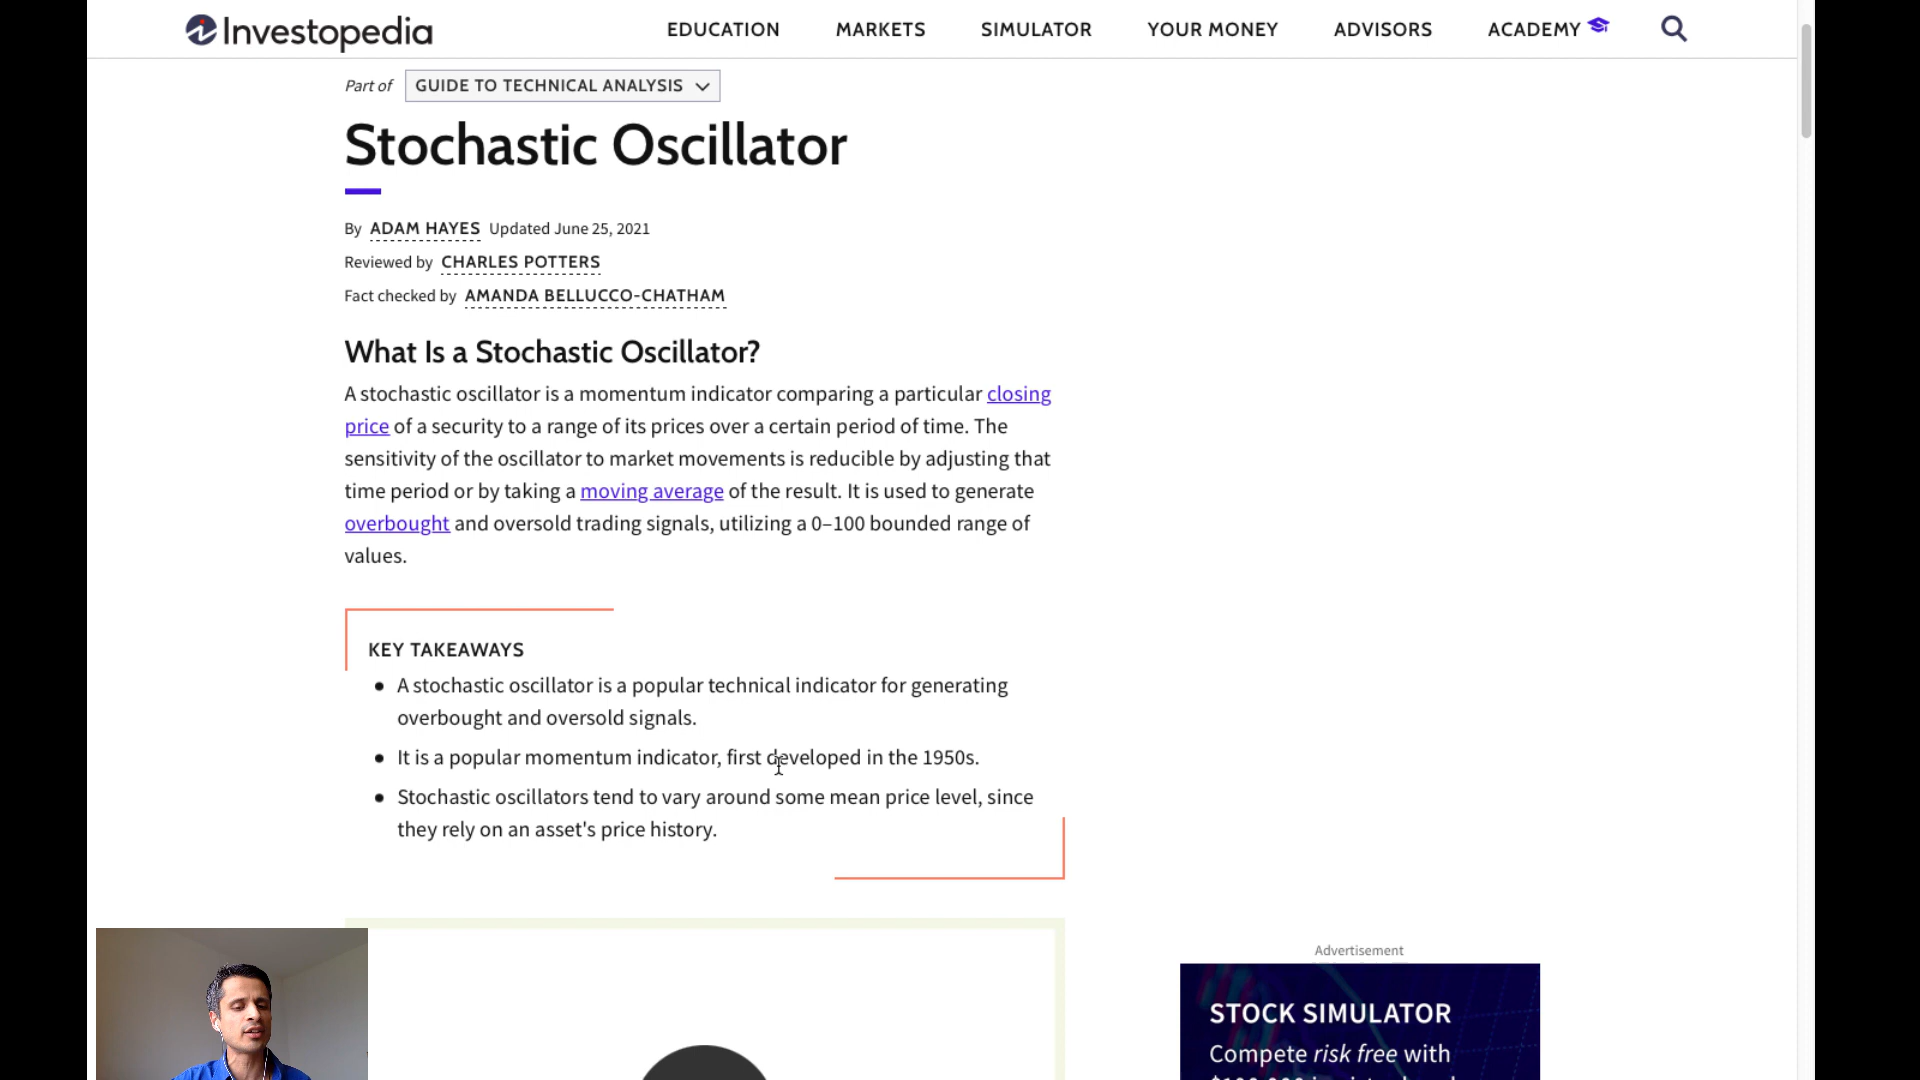 Investopedia
EDUCATION MARKETS SIMULATOR YOUR MONEY ADVISORS ACADEMY
Part of GUIDE TO TECHNICAL ANALYSIS
Stochastic Oscillator
By ADAM HAYES Updated June 25, 2021
Reviewed by CHARLES POTTERS
Fact checked by AMANDA BELLUCCO-CHATHAM
What Is a Stochastic Oscillator?
A stochastic oscillator is a momentum indicator comparing a particular closing
price of a security to a range of its prices over a certain period of time. The
sensitivity of the oscillator to market movements is reducible by adjusting that
time period or by taking a moving average of the result. It is used to generate
overbought and oversold trading signals, utilizing a 0–100 bounded range of
values.
KEY TAKEAWAYS
● A stochastic oscillator is a popular technical indicator for generating
overbought and oversold signals.
● It is a popular momentum indicator, first developed in the 1950s.
● Stochastic oscillators tend to vary around some mean price level, since
they rely on an asset's price history.
Advertisement
STOCK SIMULATOR
Compete risk free with